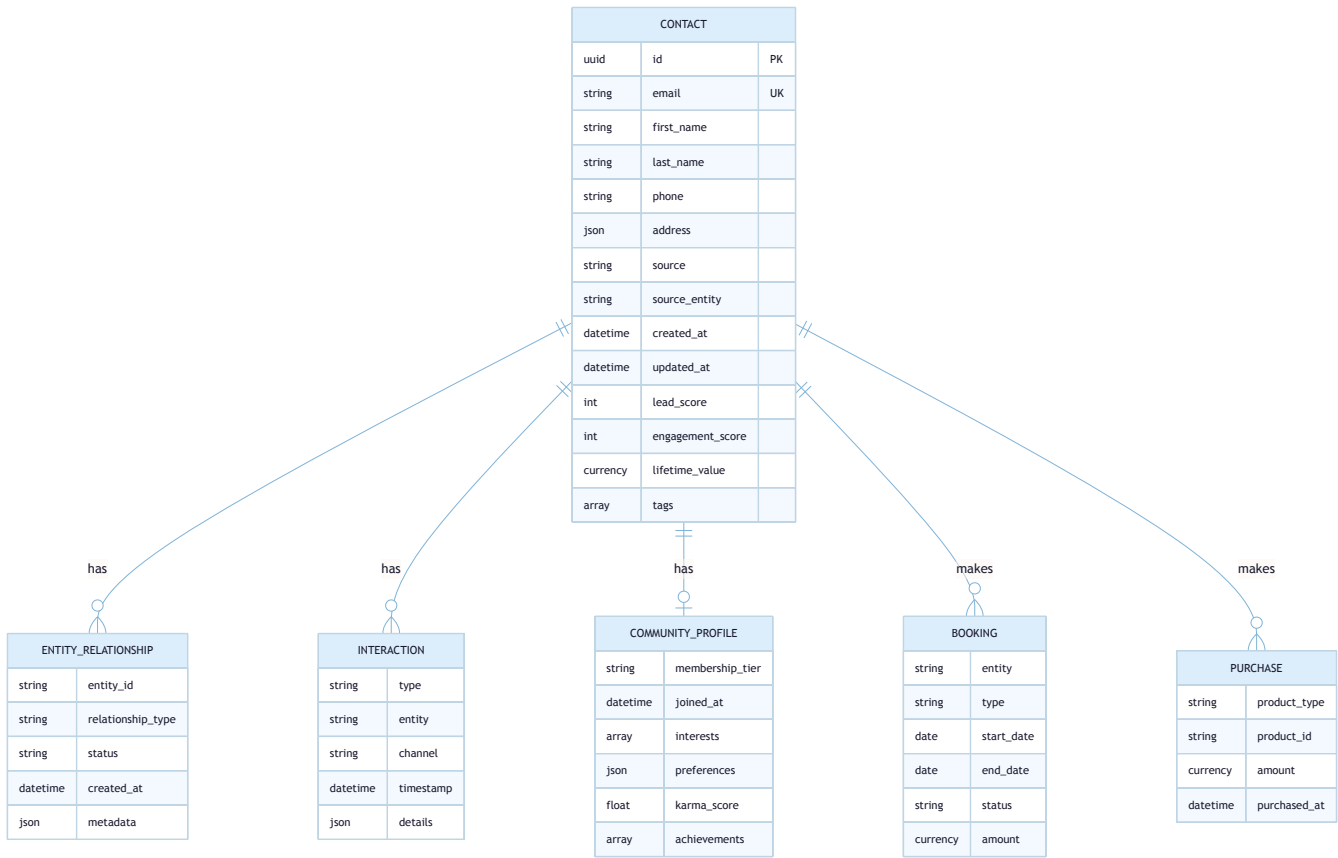 CONTACT
uuid id PK
string email UK
string first_name
string last_name
string phone
json address
string source
string source_entity
datetime created_at
datetime updated_at
int lead_score
int engagement_score
currency lifetime_value
array tags
has
has
has
makes
makes
ENTITY_RELATIONSHIP
string entity_id
string relationship_type
string status
datetime created_at
json metadata
INTERACTION
string type
string entity
string channel
datetime timestamp
json details
COMMUNITY_PROFILE
string membership_tier
datetime joined_at
array interests
json preferences
float karma_score
array achievements
BOOKING
string entity
string type
date start_date
date end_date
string status
currency amount
PURCHASE
string product_type
string product_id
currency amount
datetime purchased_at